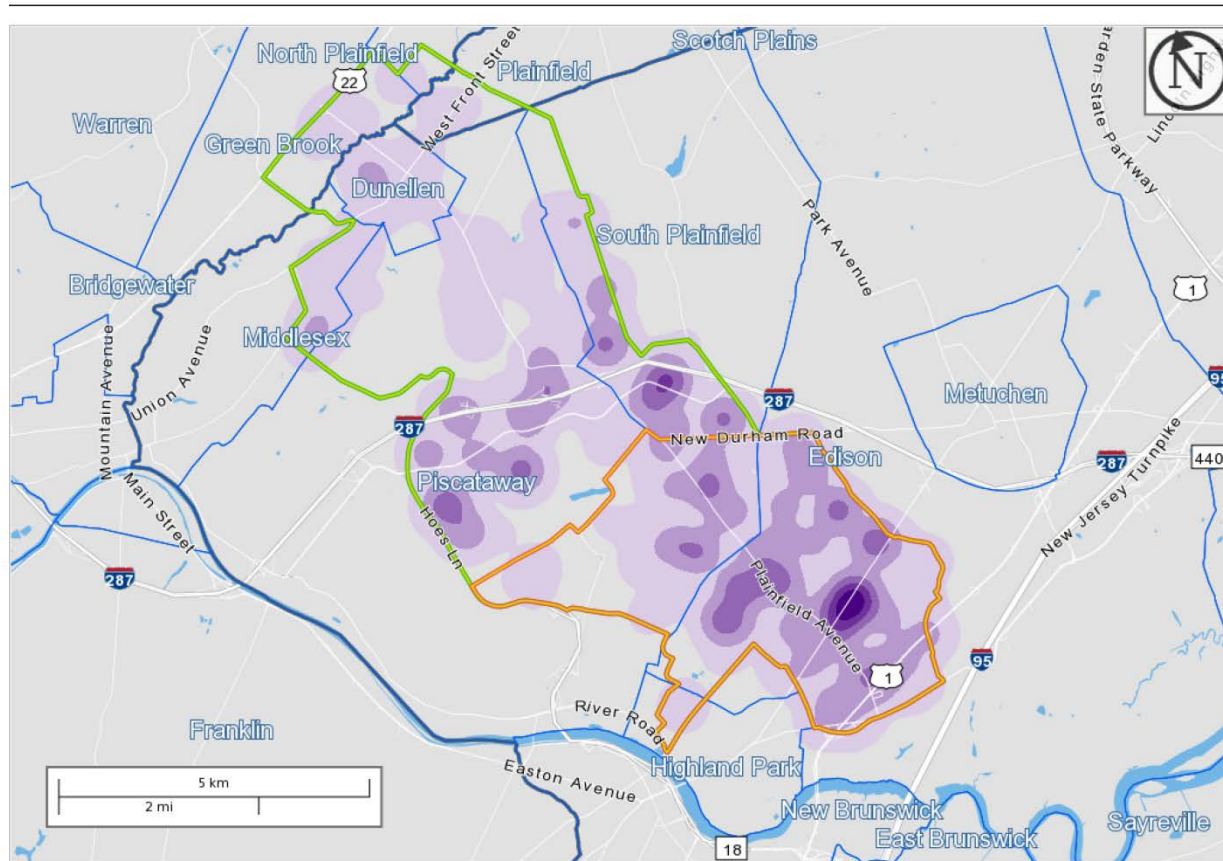 North Plainfield
Scotch Plains
22
Plainfield
West Front Street
N
Garden State Parkway
Warren
Green Brook
Dunellen
South Plainfield
Park Avenue
Bridgewater
1
Middlesex
Mountain Avenue
Union Avenue
287
Metuchen
95
287
New Durham Road
Edison
287
440
Piscataway
Main Street
Hoes Ln
New Jersey Turnpike
287
Plainfield Avenue
95
1
River Road
Franklin
Highland Park
Easton Avenue
5 km
2 mi
New Brunswick
East Brunswick
Sayreville
18